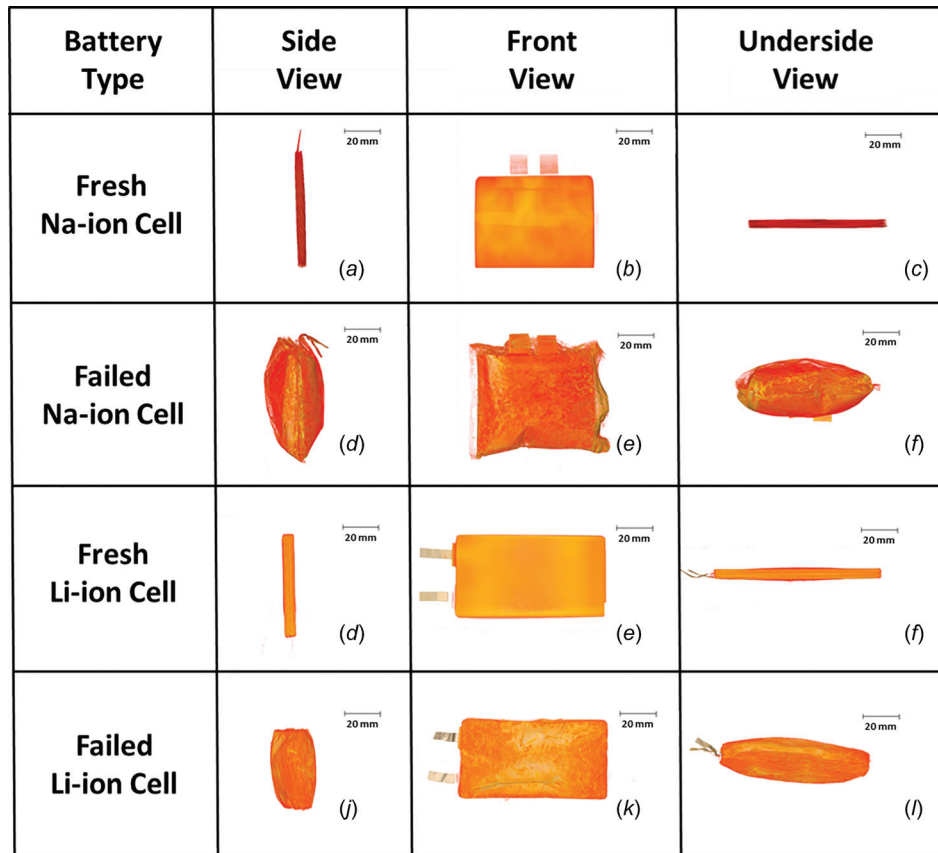 Battery
Type
Side
View
Front
View
Underside
View
Fresh
Na-ion Cell
20 mm
(a)
20 mm
(b)
20 mm
(c)
Failed
Na-ion Cell
20 mm
(d)
20 mm
(e)
20 mm
(f)
Fresh
Li-ion Cell
20 mm
(d)
20 mm
(e)
20 mm
(f)
Failed
Li-ion Cell
20 mm
(j)
20 mm
(k)
20 mm
(l)